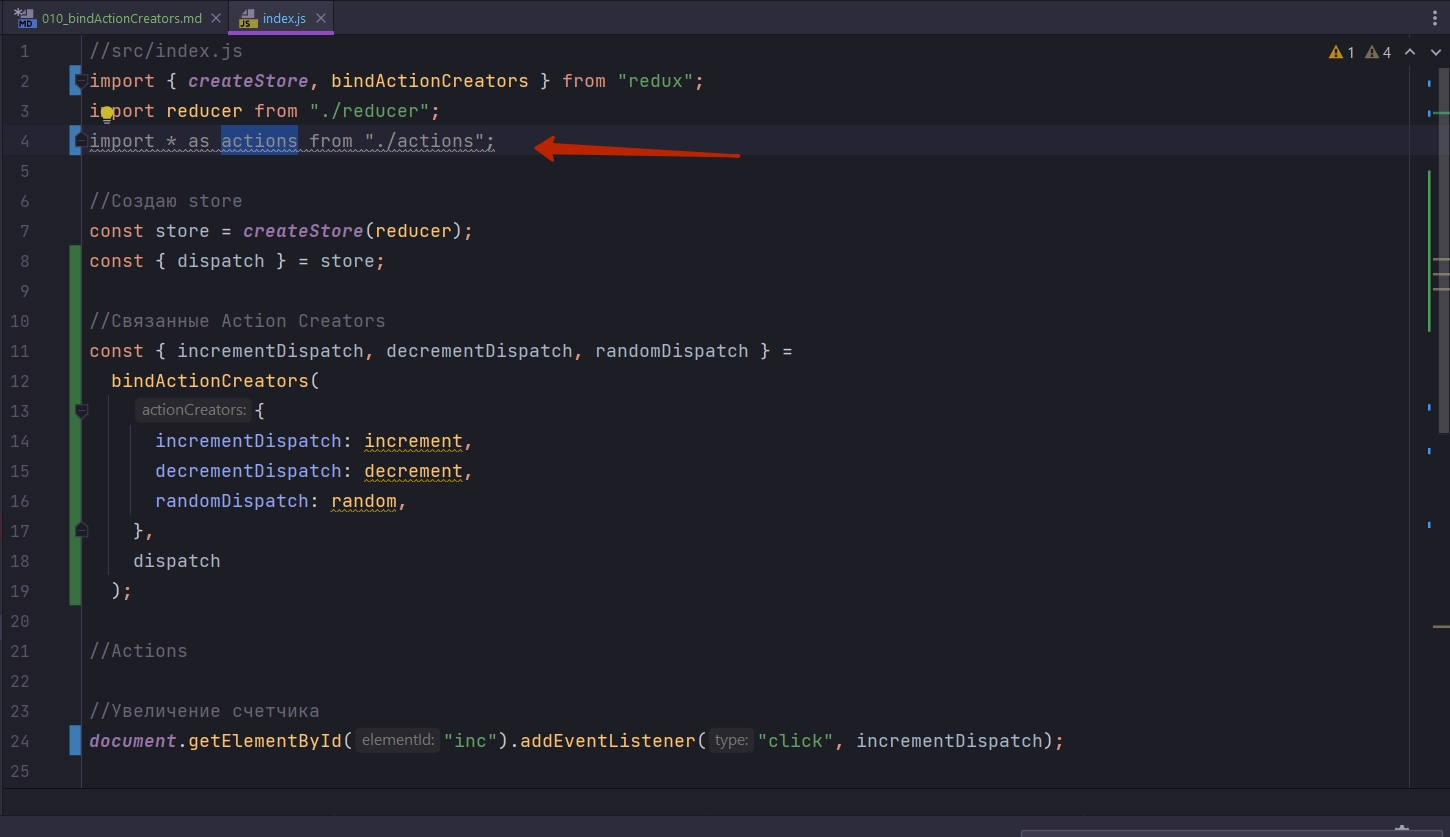 MD 010_bindActionCreators.md JS index.js
1 //src/index.js 1 4
2 import { createStore, bindActionCreators } from "redux";
3 import reducer from "./reducer";
4 import * as actions from "./actions";
5
6 //Создаю store
7 const store = createStore(reducer);
8 const { dispatch } = store;
9
10 //Связанные Action Creators
11 const { incrementDispatch, decrementDispatch, randomDispatch } =
12 bindActionCreators(
13 actionCreators: {
14 incrementDispatch: increment,
15 decrementDispatch: decrement,
16 randomDispatch: random,
17 },
18 dispatch
19 );
20
21 //Actions
22
23 //Увеличение счетчика
24 document.getElementById( elementId: "inc").addEventListener( type: "click", incrementDispatch);
25